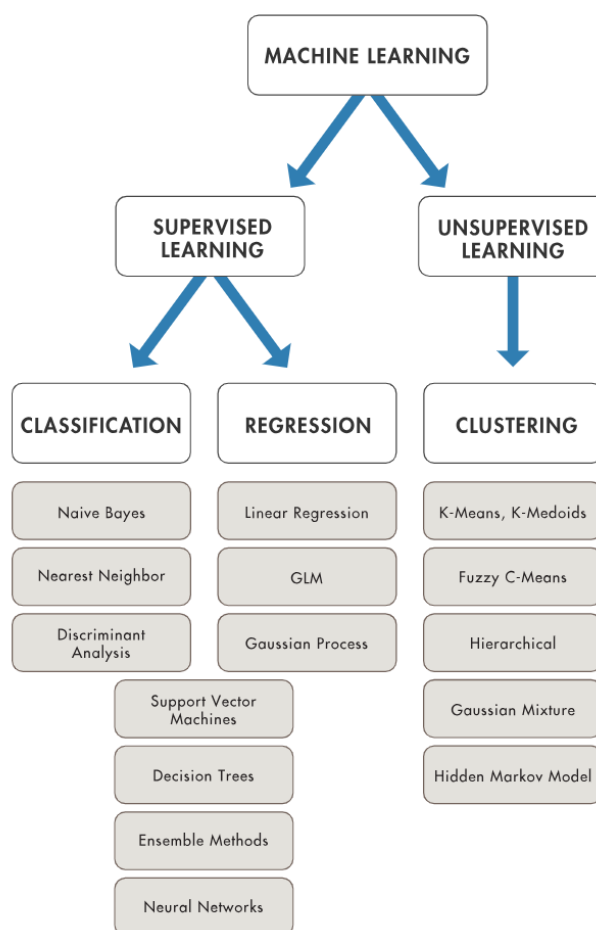 MACHINE LEARNING
SUPERVISED
LEARNING
UNSUPERVISED
LEARNING
CLASSIFICATION
REGRESSION
CLUSTERING
Naive Bayes
Linear Regression
K-Means, K-Medoids
Nearest Neighbor
GLM
Fuzzy C-Means
Discriminant
Analysis
Gaussian Process
Hierarchical
Support Vector
Machines
Gaussian Mixture
Decision Trees
Hidden Markov Model
Ensemble Methods
Neural Networks